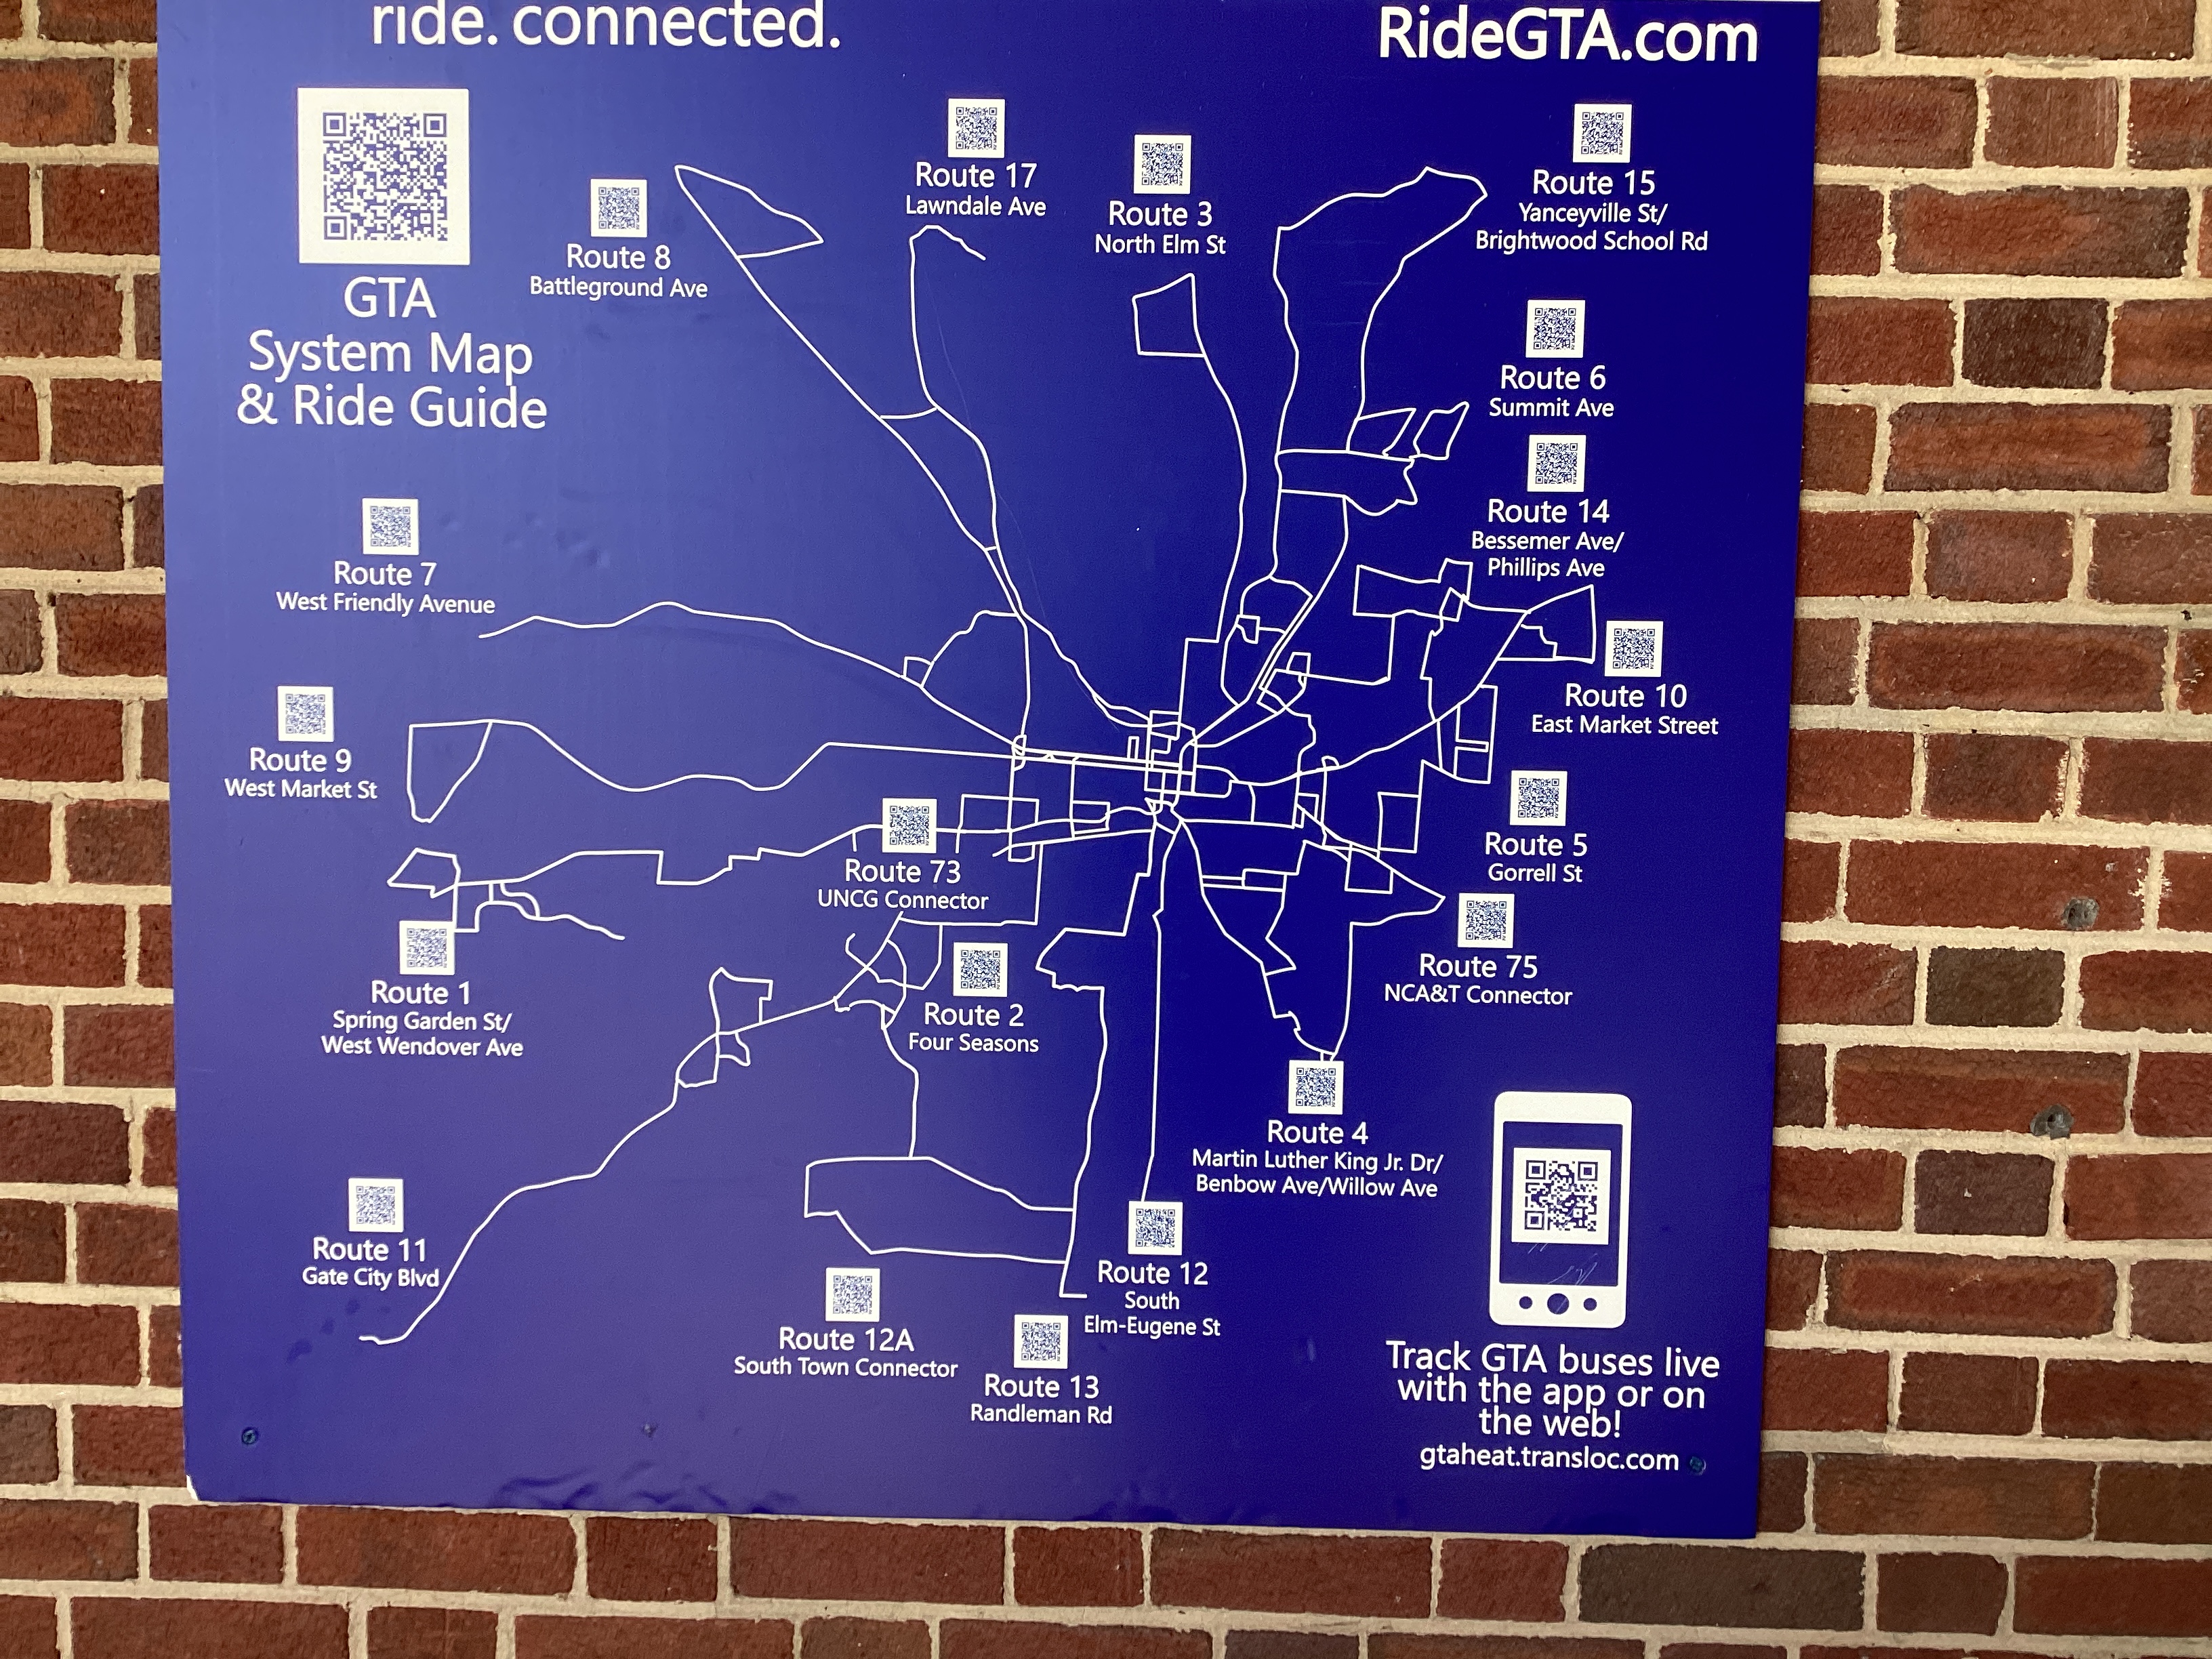 ride. connected.
RideGTA.com
GTA
System Map
& Ride Guide
Route 8
Battleground Ave
Route 17
Lawndale Ave
Route 3
North Elm St
Route 15
Yanceyville St/
Brightwood School Rd
Route 6
Summit Ave
Route 14
Bessemer Ave/
Phillips Ave
Route 7
West Friendly Avenue
Route 10
East Market Street
Route 9
West Market St
Route 5
Gorrell St
Route 73
UNCG Connector
Route 75
NCA&T Connector
Route 1
Spring Garden St/
West Wendover Ave
Route 2
Four Seasons
Route 4
Martin Luther King Jr. Dr/
Benbow Ave/Willow Ave
Route 11
Gate City Blvd
Route 12
South
Elm-Eugene St
Route 12A
South Town Connector
Route 13
Randleman Rd
Track GTA buses live
with the app or on
the web!
gtaheat.transloc.com